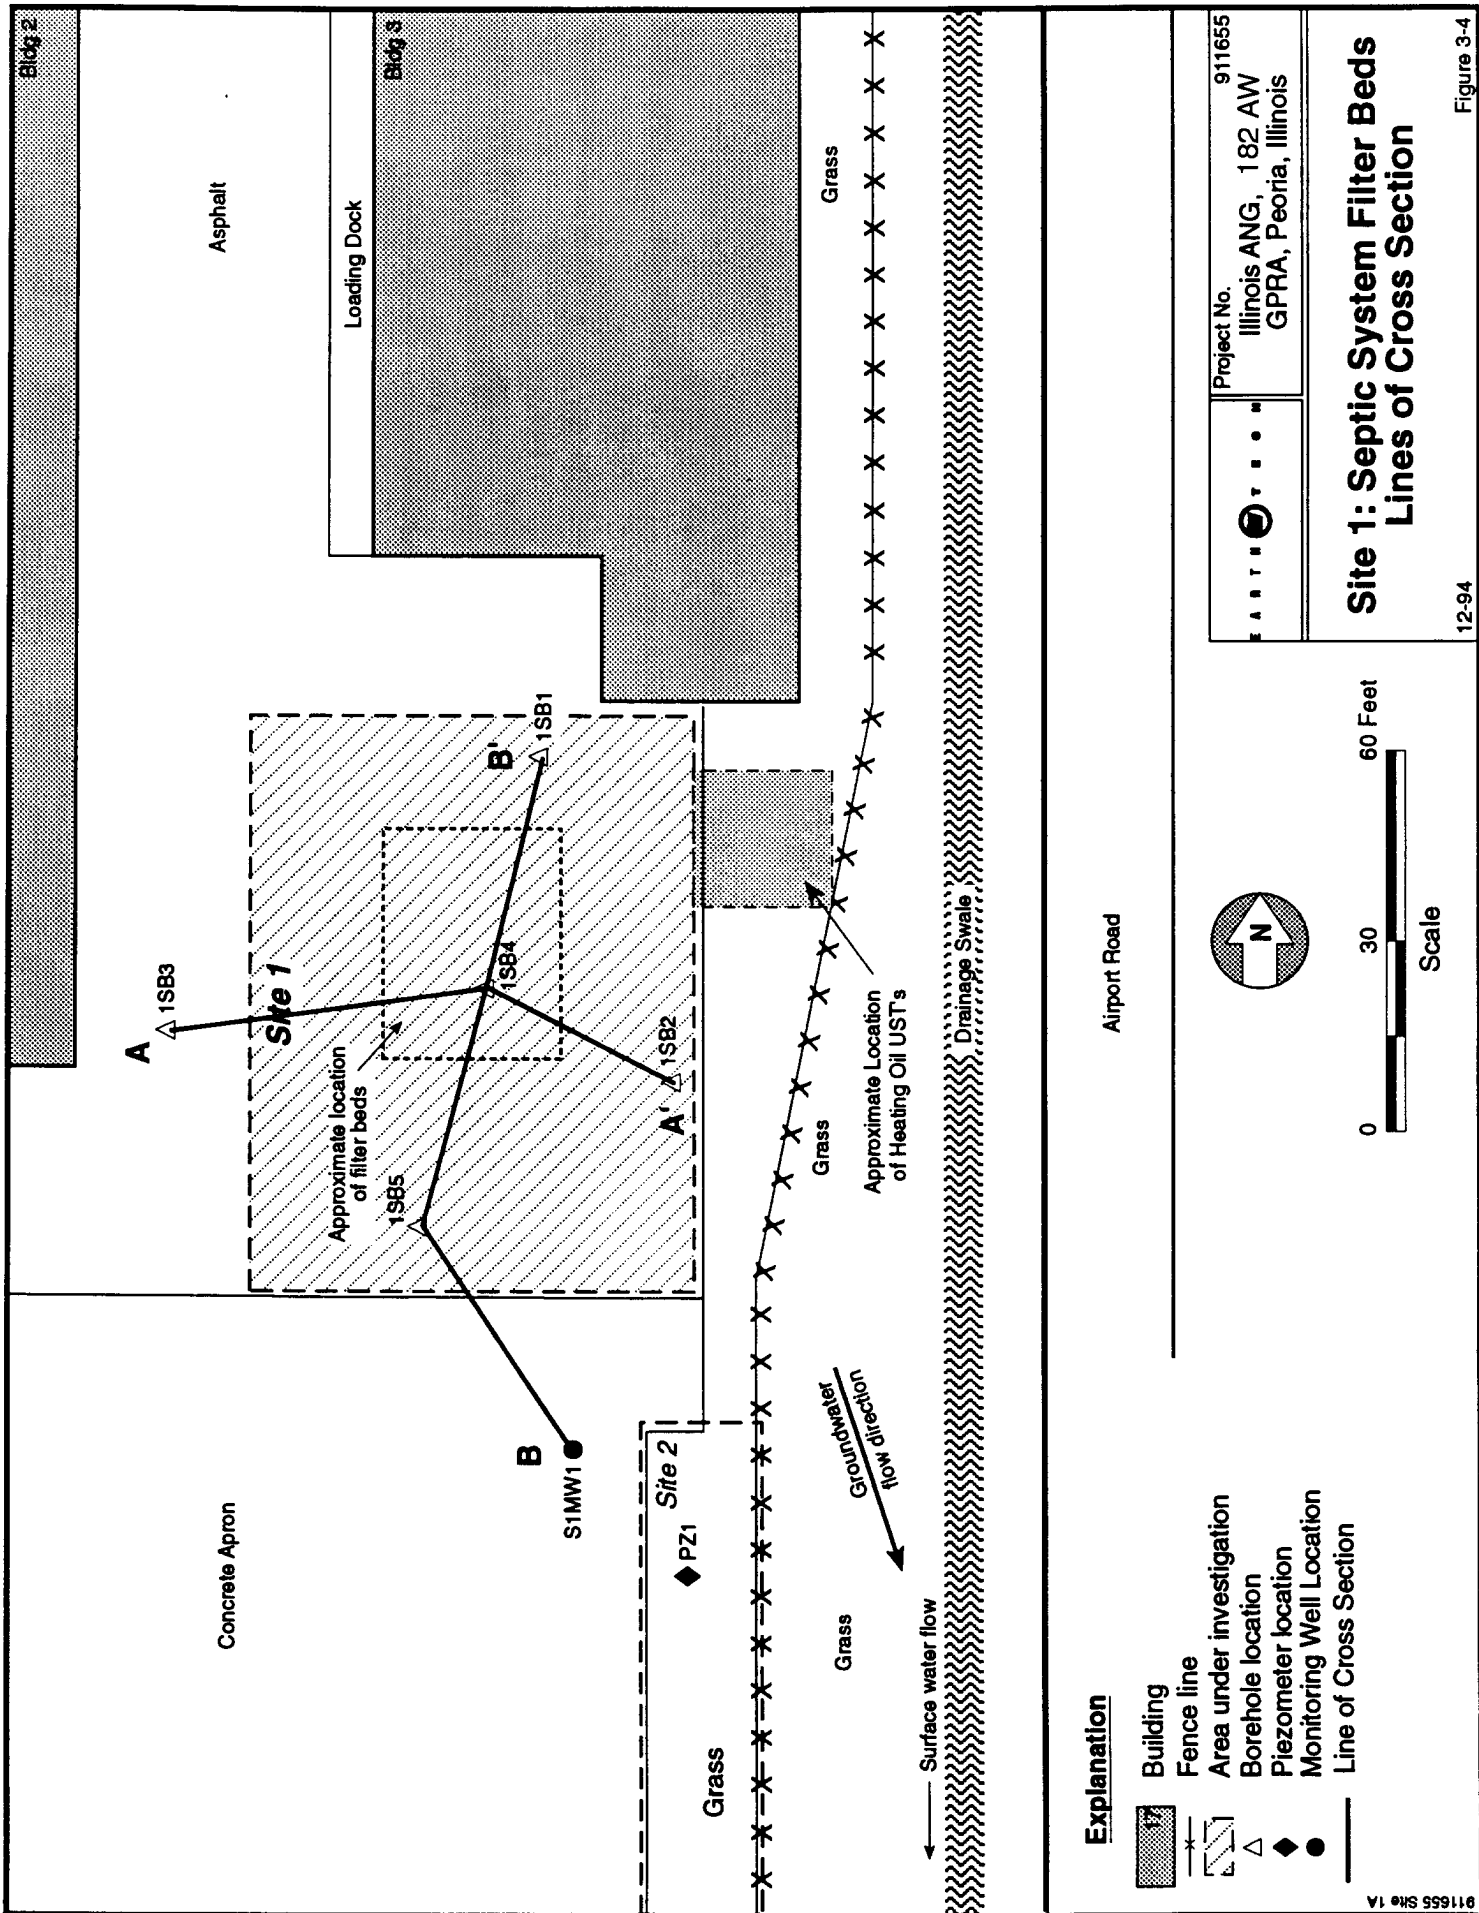 Bldg 2
Asphalt
Loading Dock
Bldg 3
Grass
Concrete Apron
A
1SB3
Site 1
Approximate location
of filter beds
1SB5
1SB4
B'
1SB1
B
S1MW1
A'
1SB2
Site 2
PZ1
Grass
Grass
Grass
Groundwater
flow direction
Approximate Location
of Heating Oil UST's
Surface water flow
Drainage Swale
Airport Road
Explanation
17
Building
Fence line
Area under investigation
Borehole location
Piezometer location
Monitoring Well Location
Line of Cross Section
N
0 30 60 Feet
Scale
EARTH TECH
Project No. 911655
Illinois ANG, 182 AW
GPRA, Peoria, Illinois
Site 1: Septic System Filter Beds
Lines of Cross Section
12-94
Figure 3-4
911655 Site 1A